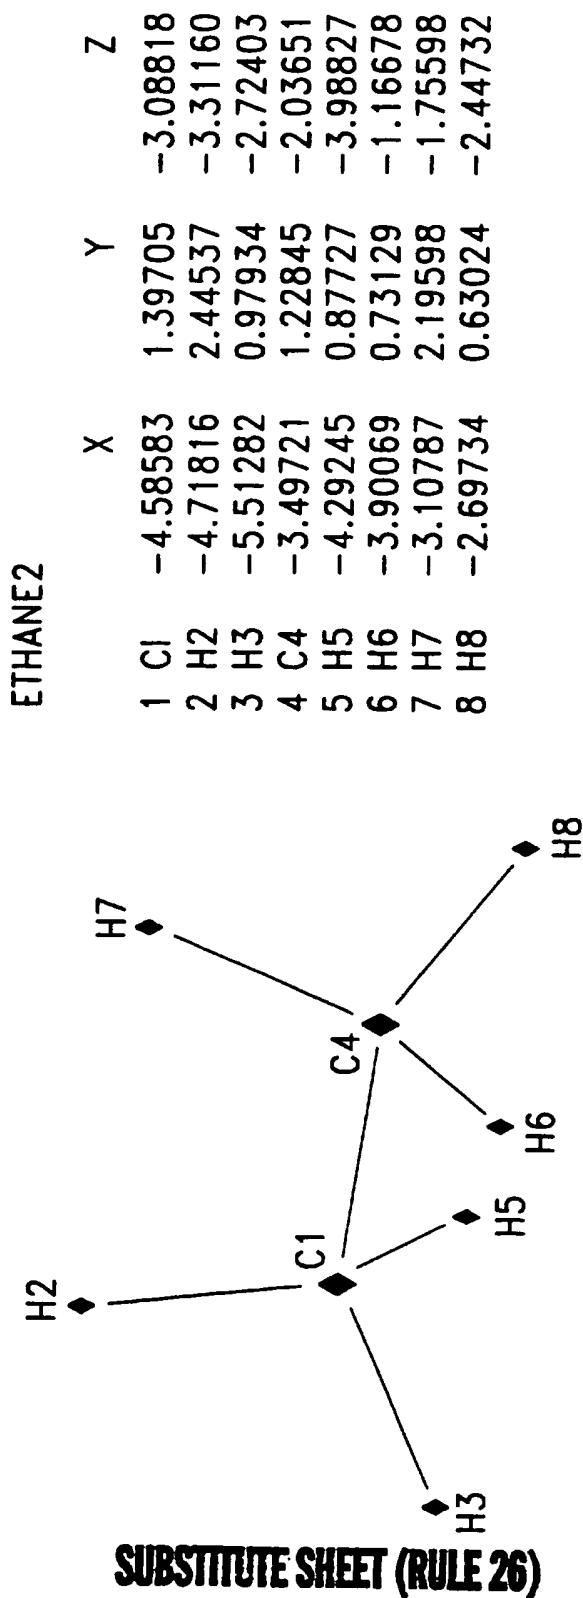 ETHANE2
X Y Z
1 Cl −4.58583 1.39705 −3.08818
2 H2 −4.71816 2.44537 −3.31160
3 H3 −5.51282 0.97934 −2.72403
4 C4 −3.49721 1.22845 −2.03651
5 H5 −4.29245 0.87727 −3.98827
6 H6 −3.90069 0.73129 −1.16678
7 H7 −3.10787 2.19598 −1.75598
8 H8 −2.69734 0.63024 −2.44732
H2
H7
C1
C4
H3
H5
H6
H8
SUBSTITUTE SHEET (RULE 26)